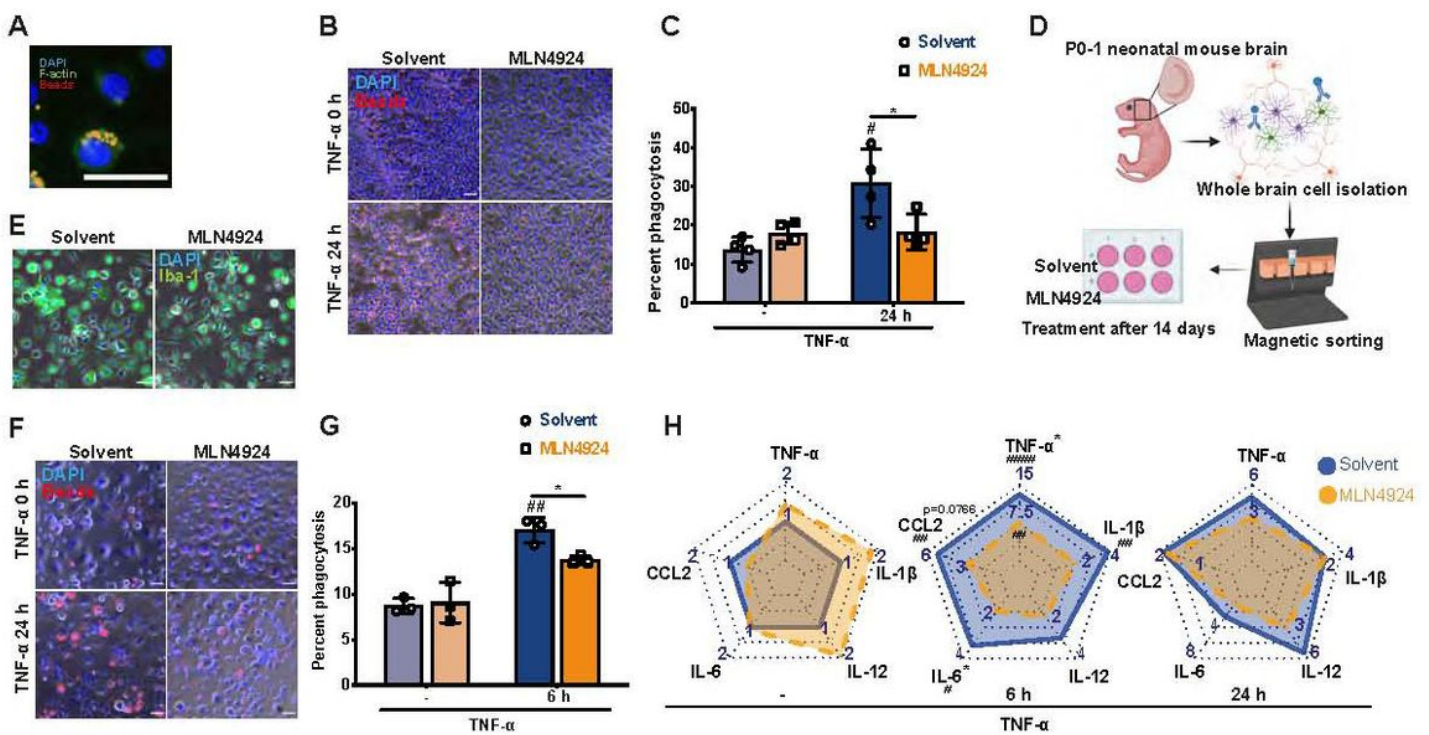 A
DAPI
F-actin
Beads
B
Solvent MLN4924
DAPI
Beads
TNF-α 0 h
TNF-α 24 h
C
Solvent
MLN4924
Percent phagocytosis
50
40
30
20
10
0
#
*
- 24 h
TNF-α
D
P0-1 neonatal mouse brain
Whole brain cell isolation
Magnetic sorting
Solvent
MLN4924
Treatment after 14 days
E
Solvent MLN4924
DAPI
Iba-1
F
Solvent MLN4924
DAPI
Beads
TNF-α 0 h
TNF-α 24 h
G
Solvent
MLN4924
Percent phagocytosis
20
15
10
5
0
##
*
- 6 h
TNF-α
H
TNF-α
2
1
CCL2 2 1 1 2 IL-1β
1 1
2 2
IL-6 IL-12
-
TNF-α*
####
15
p=0.0766
7.5
CCL2
##
IL-1β
##
6 3 ## 2 4
2 2
4 4
IL-6*
#
IL-12
6 h
TNF-α
6
3
2 1 2 4
CCL2 IL-1β
4 3
8 6
IL-6 IL-12
24 h
Solvent
MLN4924
TNF-α